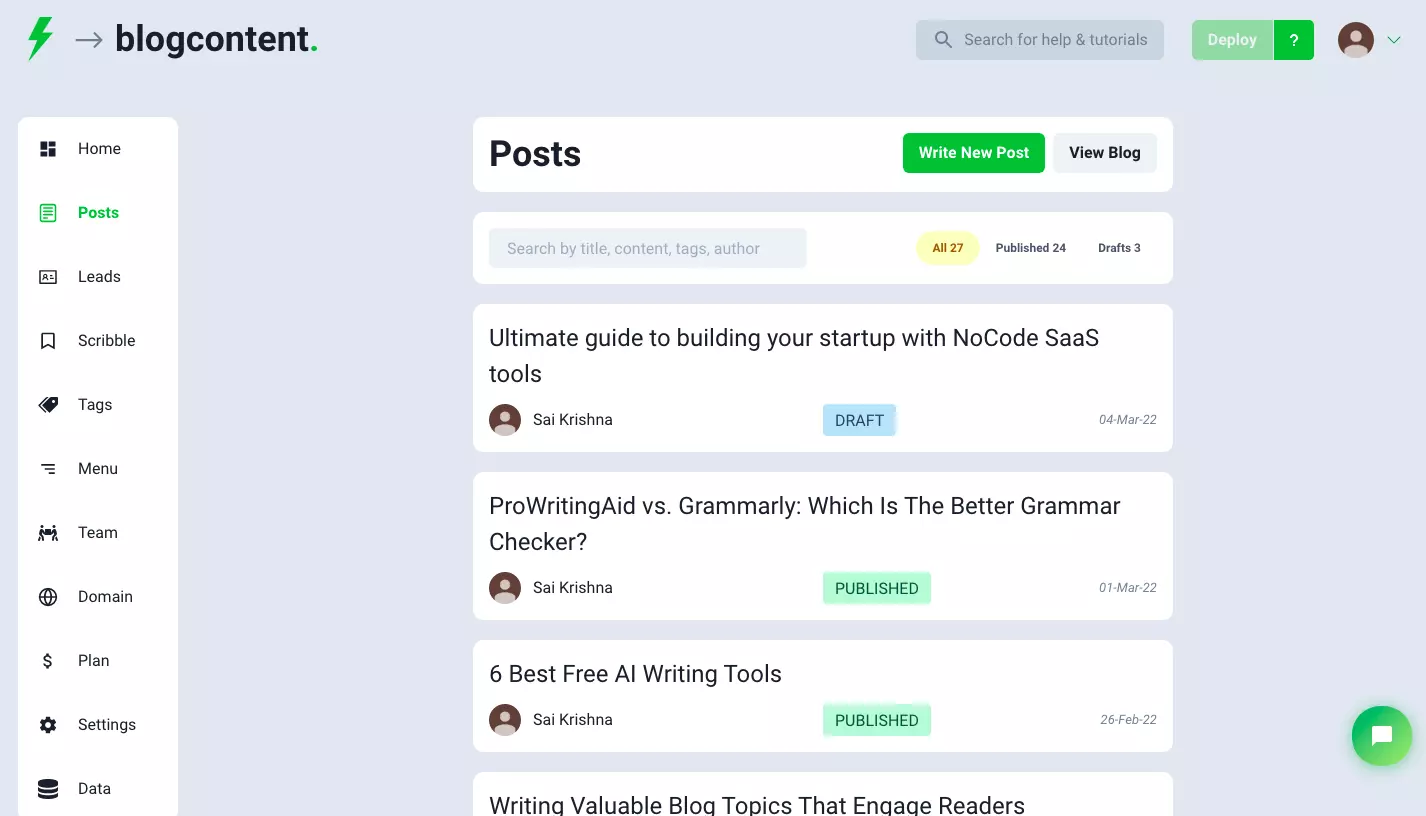 blogcontent.
Search for help & tutorials
Deploy
?
Home
Posts
Leads
Scribble
Tags
Menu
Team
Domain
Plan
Settings
Data
Posts
Write New Post
View Blog
Search by title, content, tags, author
All 27
Published 24
Drafts 3
Ultimate guide to building your startup with NoCode SaaS
tools
Sai Krishna
DRAFT
04-Mar-22
ProWritingAid vs. Grammarly: Which Is The Better Grammar
Checker?
Sai Krishna
PUBLISHED
01-Mar-22
6 Best Free AI Writing Tools
Sai Krishna
PUBLISHED
26-Feb-22
Writing Valuable Blog Topics That Engage Readers